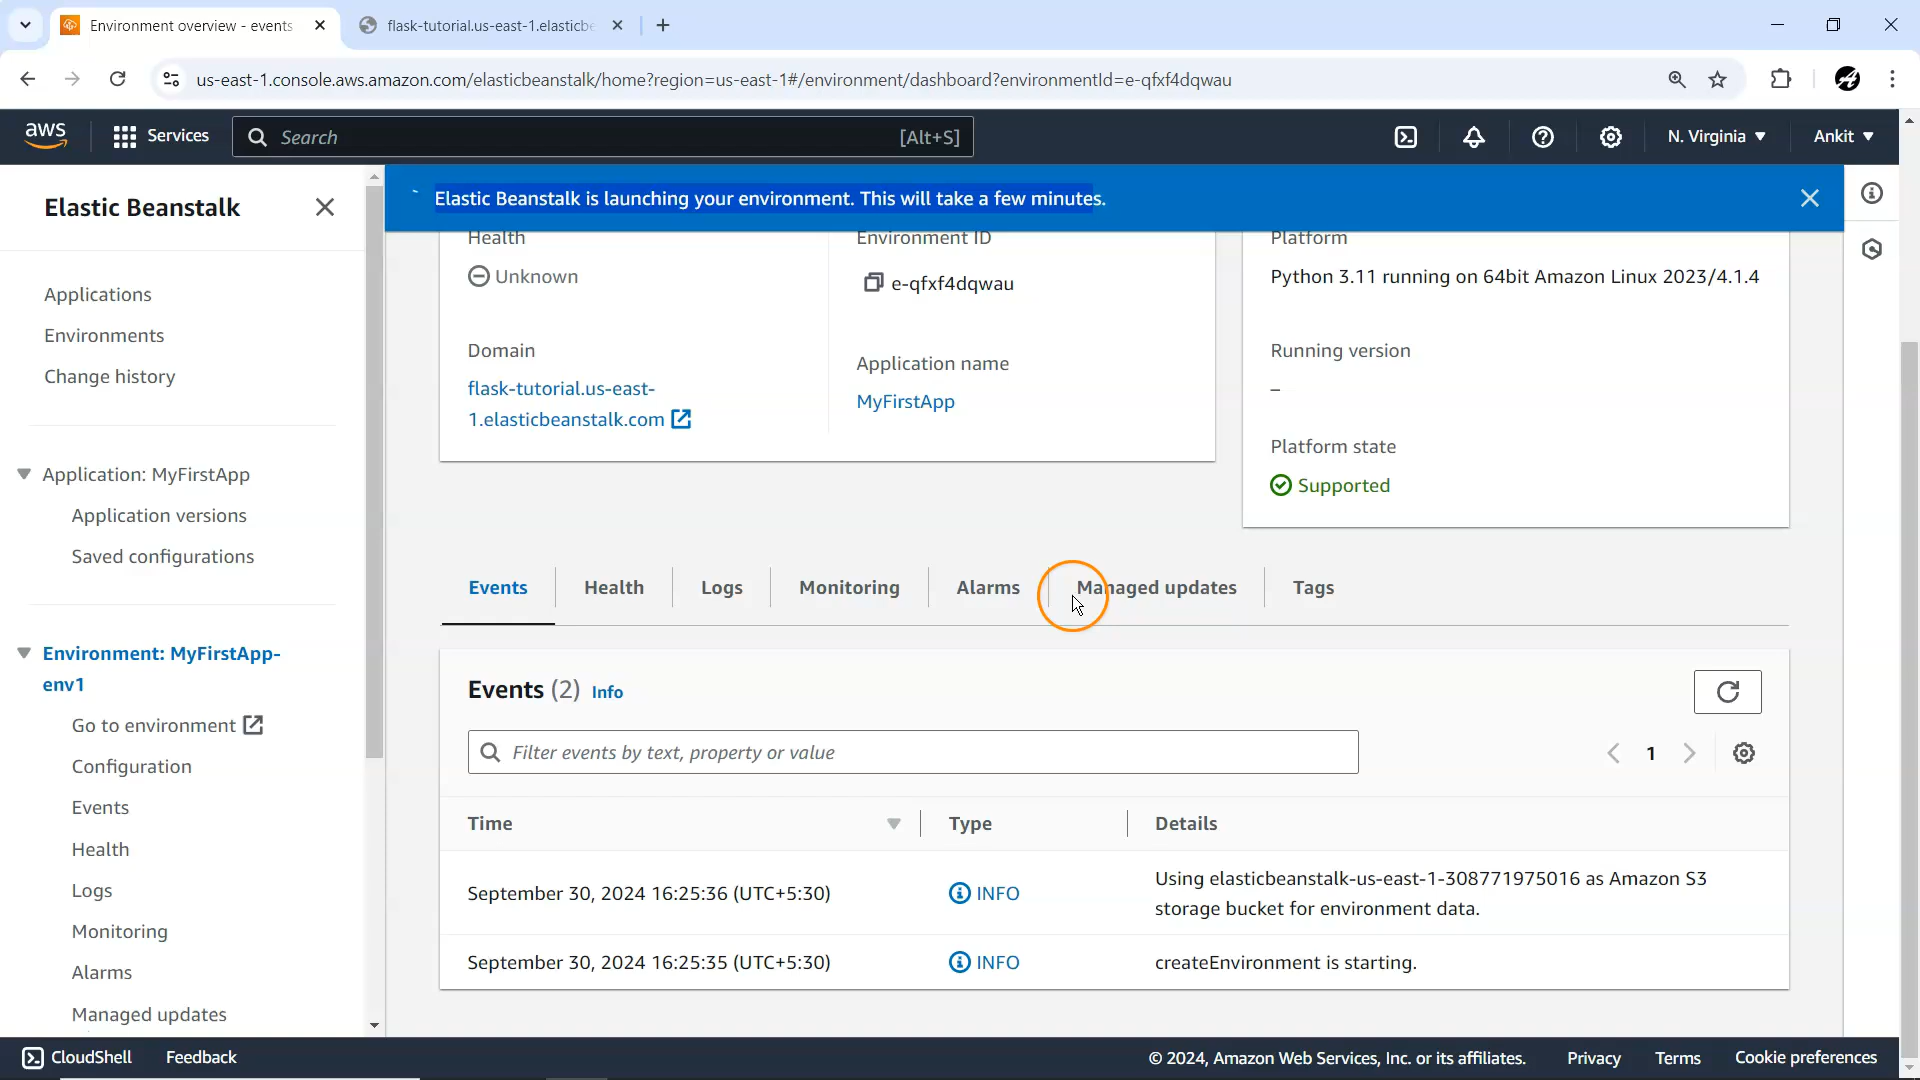 Environment overview - events
flask-tutorial.us-east-1.elasticbe
us-east-1.console.aws.amazon.com/elasticbeanstalk/home?region=us-east-1#/environment/dashboard?environmentId=e-qfxf4dqwau
aws
Services
Search
[Alt+S]
N. Virginia
Ankit
Elastic Beanstalk
Applications
Environments
Change history
Application: MyFirstApp
Application versions
Saved configurations
Environment: MyFirstApp-
env1
Go to environment
Configuration
Events
Health
Logs
Monitoring
Alarms
Managed updates
Elastic Beanstalk is launching your environment. This will take a few minutes.
Health
Unknown
Domain
flask-tutorial.us-east-
1.elasticbeanstalk.com
Environment ID
e-qfxf4dqwau
Application name
MyFirstApp
Platform
Python 3.11 running on 64bit Amazon Linux 2023/4.1.4
Running version
–
Platform state
Supported
Events
Health
Logs
Monitoring
Alarms
Managed updates
Tags
Events (2) Info
Filter events by text, property or value
1
Time
Type
Details
September 30, 2024 16:25:36 (UTC+5:30)
INFO
Using elasticbeanstalk-us-east-1-308771975016 as Amazon S3
storage bucket for environment data.
September 30, 2024 16:25:35 (UTC+5:30)
INFO
createEnvironment is starting.
CloudShell
Feedback
© 2024, Amazon Web Services, Inc. or its affiliates.
Privacy
Terms
Cookie preferences